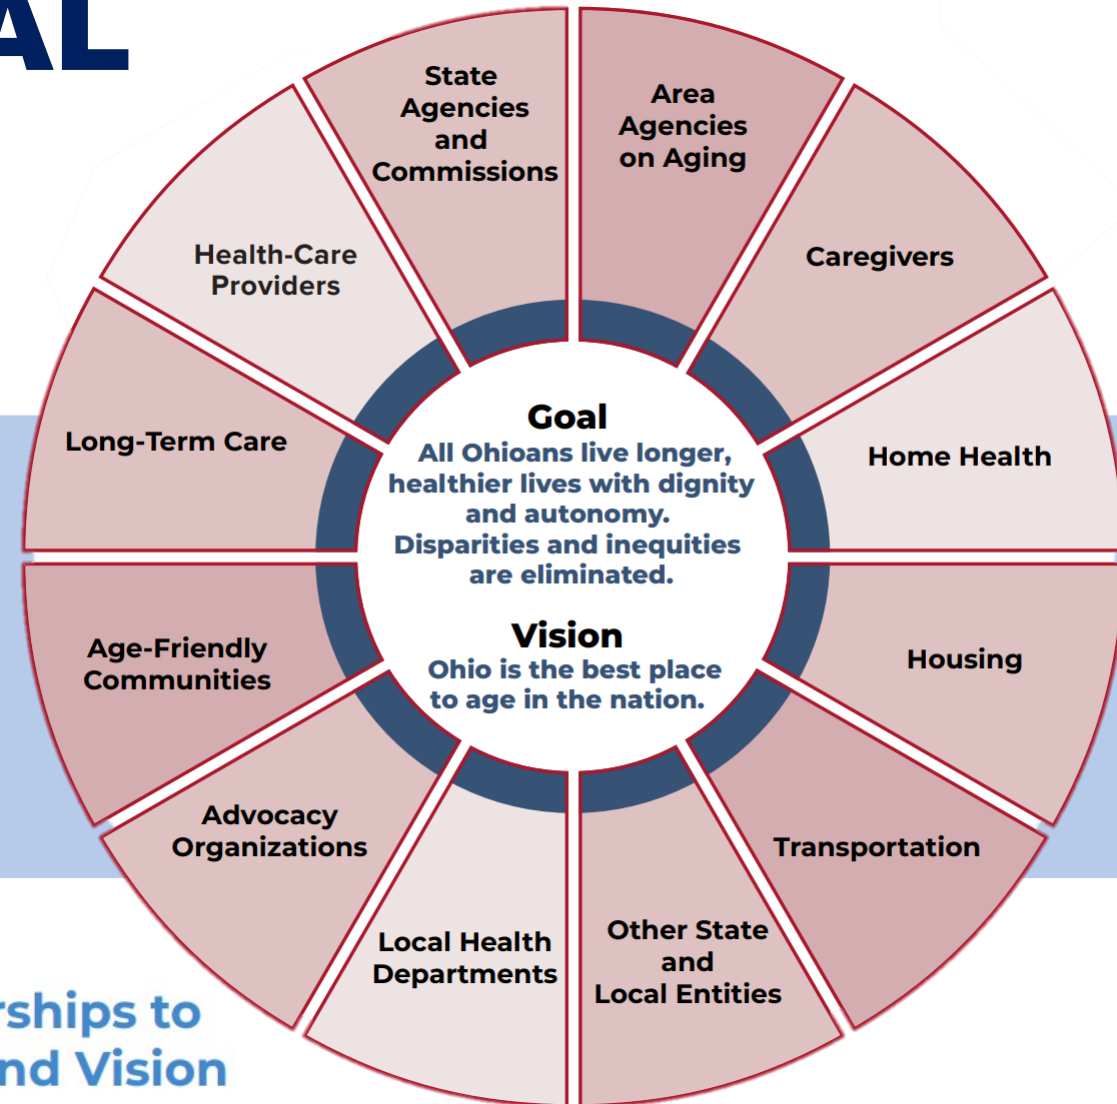 AL
State
Agencies
and
Commissions
Area
Agencies
on Aging
Caregivers
Home Health
Housing
Transportation
Other State
and
Local Entities
Local Health
Departments
Advocacy
Organizations
Age-Friendly
Communities
Long-Term Care
Health-Care
Providers
Goal
All Ohioans live longer,
healthier lives with dignity
and autonomy.
Disparities and inequities
are eliminated.
Vision
Ohio is the best place
to age in the nation.
rships to
nd Vision